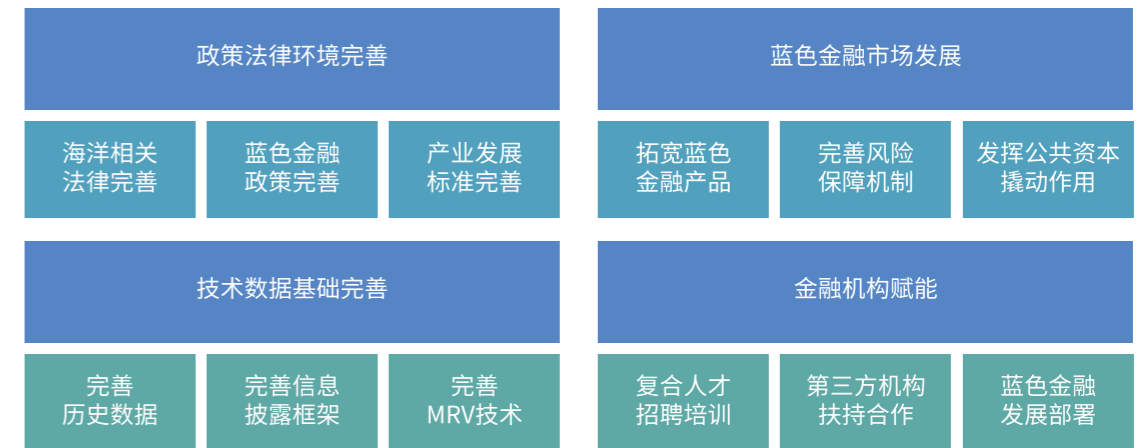 政策法律环境完善
海洋相关
法律完善
蓝色金融
政策完善
产业发展
标准完善
蓝色金融市场发展
拓宽蓝色
金融产品
完善风险
保障机制
发挥公共资本
撬动作用
技术数据基础完善
完善
历史数据
完善信息
披露框架
完善
MRV技术
金融机构赋能
复合人才
招聘培训
第三方机构
扶持合作
蓝色金融
发展部署